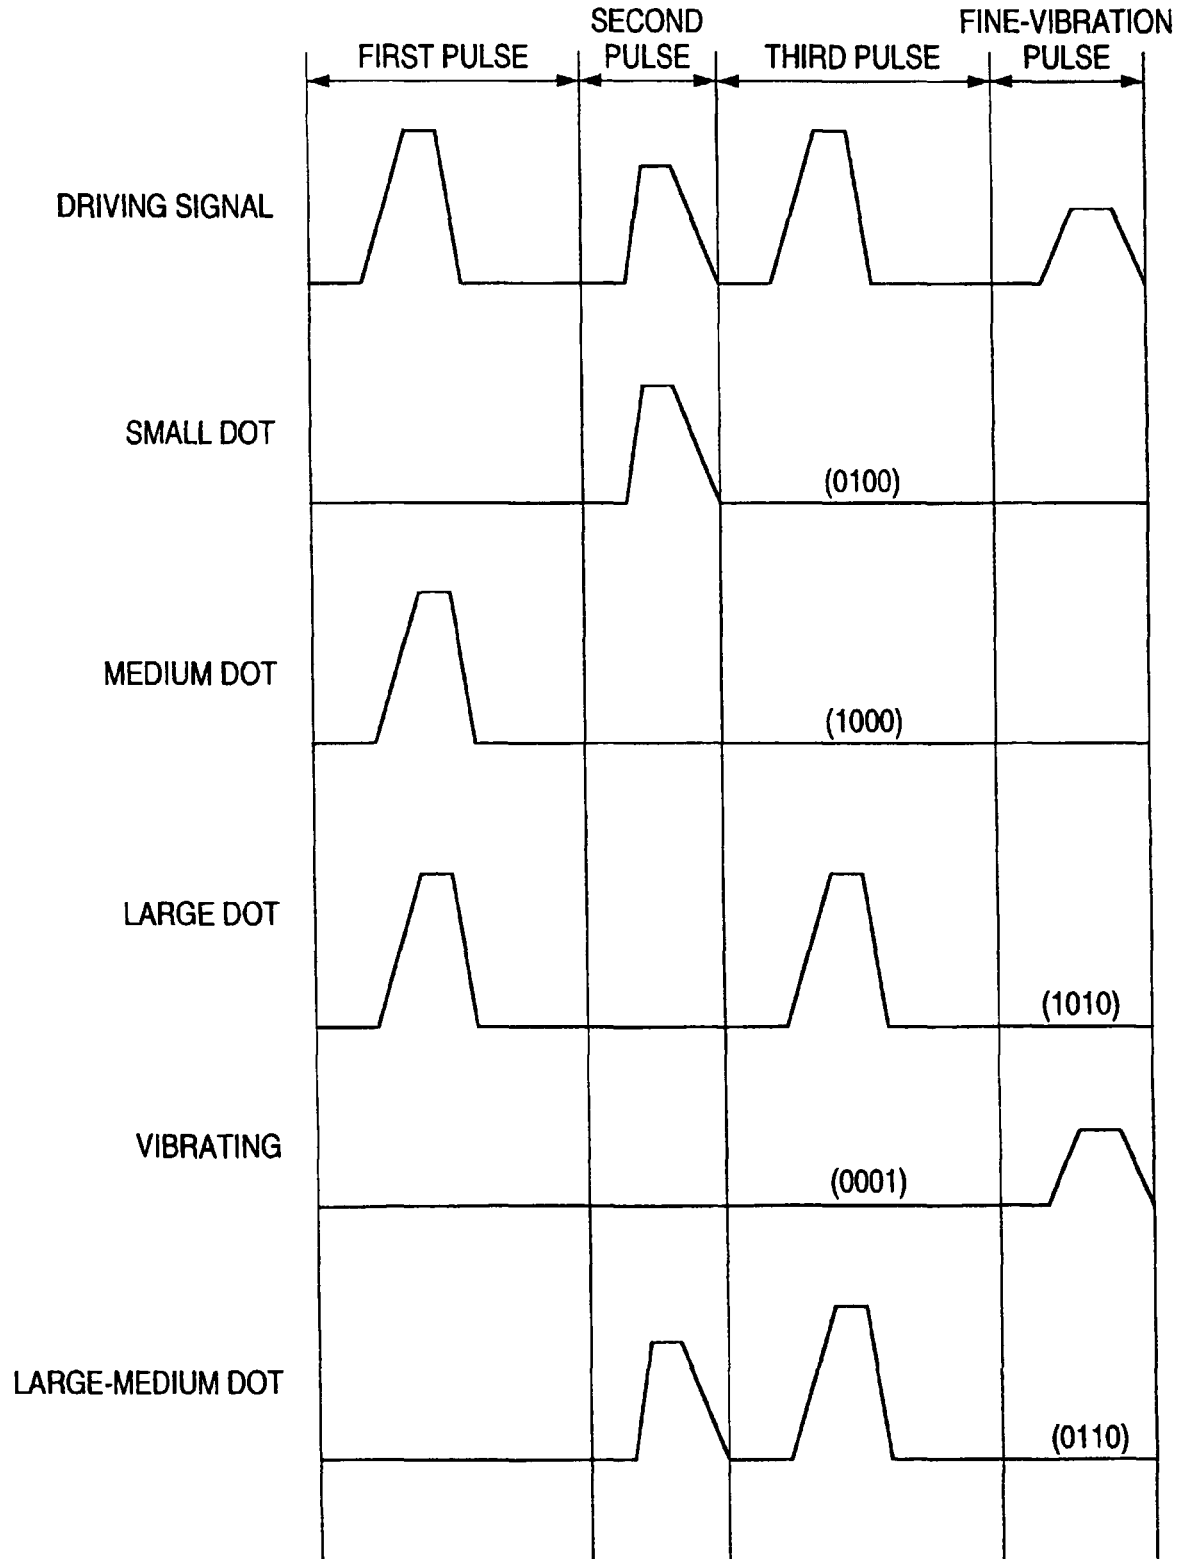 FIRST PULSE
SECOND
PULSE
THIRD PULSE
FINE-VIBRATION
PULSE
DRIVING SIGNAL
SMALL DOT
(0100)
MEDIUM DOT
(1000)
LARGE DOT
(1010)
VIBRATING
(0001)
LARGE-MEDIUM DOT
(0110)